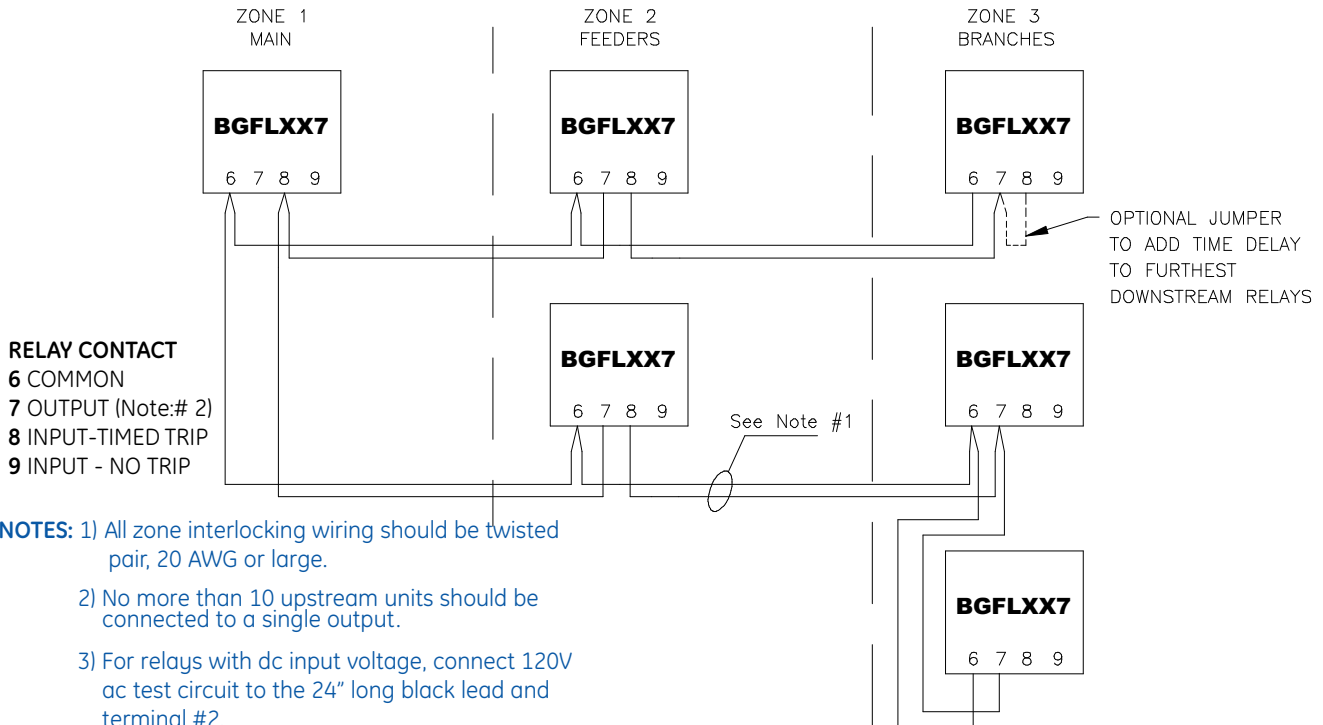 ZONE 1
MAIN
ZONE 2
FEEDERS
ZONE 3
BRANCHES
BGFLXX7
6 7 8 9
BGFLXX7
6 7 8 9
BGFLXX7
6 7 8 9
OPTIONAL JUMPER
TO ADD TIME DELAY
TO FURTHEST
DOWNSTREAM RELAYS
BGFLXX7
6 7 8 9
BGFLXX7
6 7 8 9
See Note #1
RELAY CONTACT
6 COMMON
7 OUTPUT (Note:# 2)
8 INPUT-TIMED TRIP
9 INPUT - NO TRIP
BGFLXX7
6 7 8 9
NOTES: 1) All zone interlocking wiring should be twisted
pair, 20 AWG or large.
2) No more than 10 upstream units should be
connected to a single output.
3) For relays with dc input voltage, connect 120V
ac test circuit to the 24” long black lead and
terminal #2